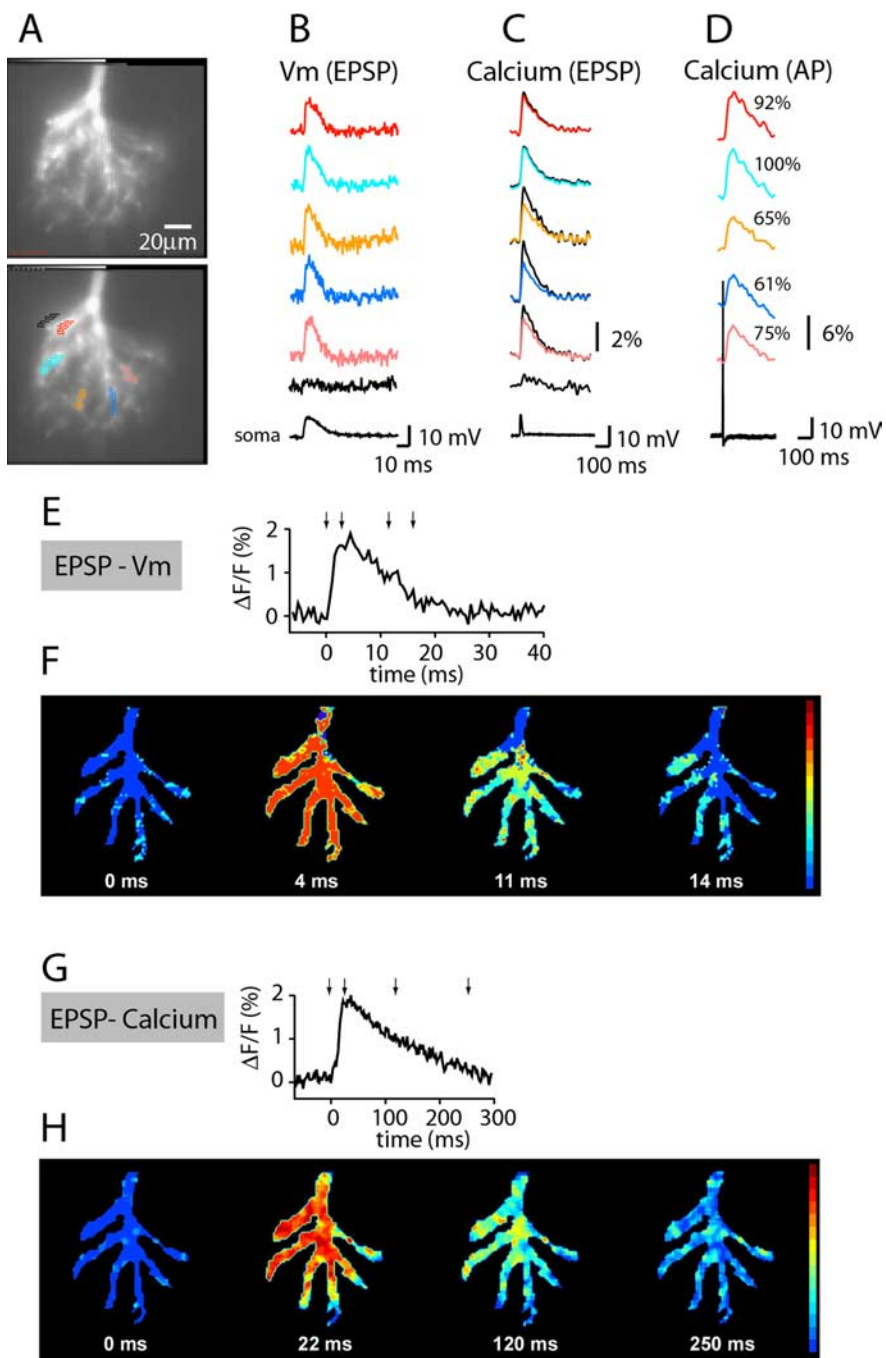 A
20μm
B
Vm (EPSP)
soma
10 mV
10 ms
C
Calcium (EPSP)
2%
10 mV
100 ms
D
Calcium (AP)
92%
100%
65%
61%
75%
6%
10 mV
100 ms
E
EPSP - Vm
ΔF/F (%)
2
1
0
0 10 20 30 40
time (ms)
F
0 ms 4 ms 11 ms 14 ms
G
EPSP- Calcium
ΔF/F (%)
2
1
0
0 100 200 300
time (ms)
H
0 ms 22 ms 120 ms 250 ms